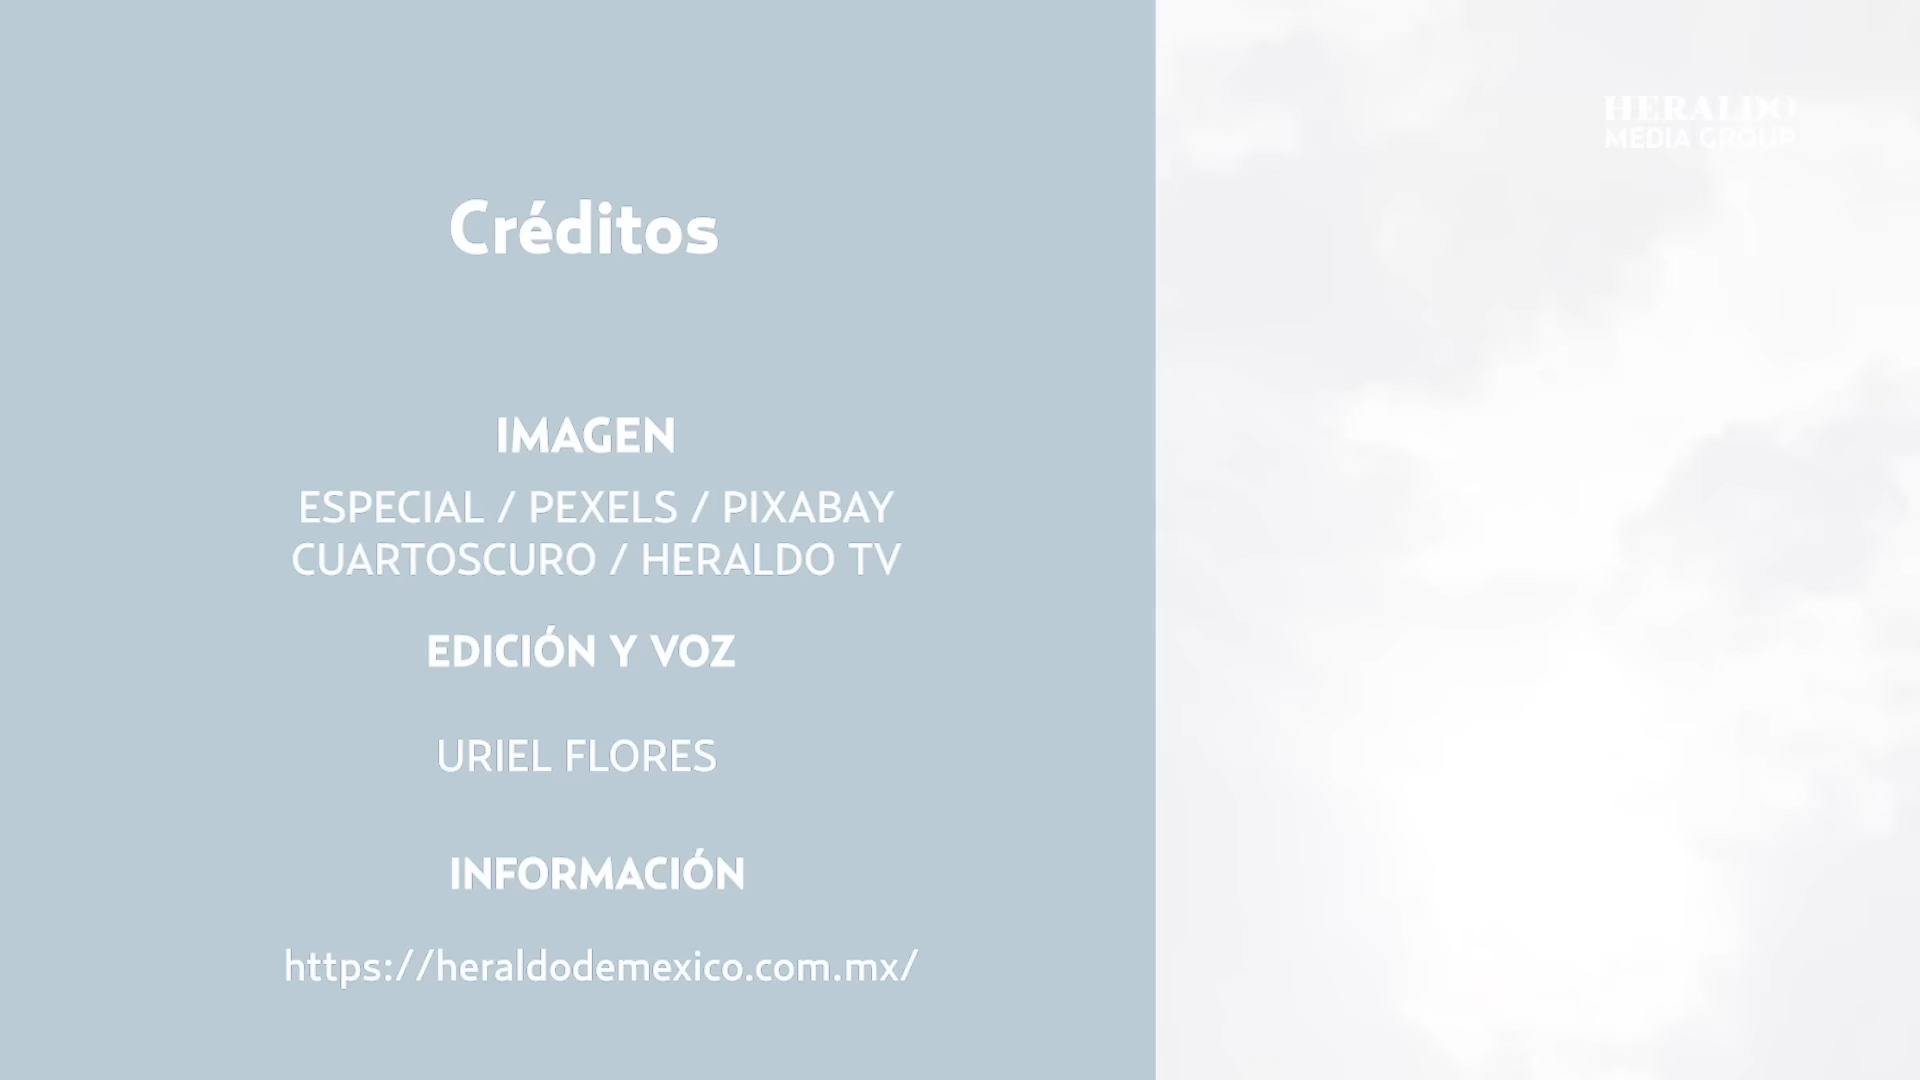 HERALDO
MEDIA GROUP
Créditos
IMAGEN
ESPECIAL / PEXELS / PIXABAY
CUARTOSCURO / HERALDO TV
EDICIÓN Y VOZ
URIEL FLORES
INFORMACIÓN
https://heraldodemexico.com.mx/